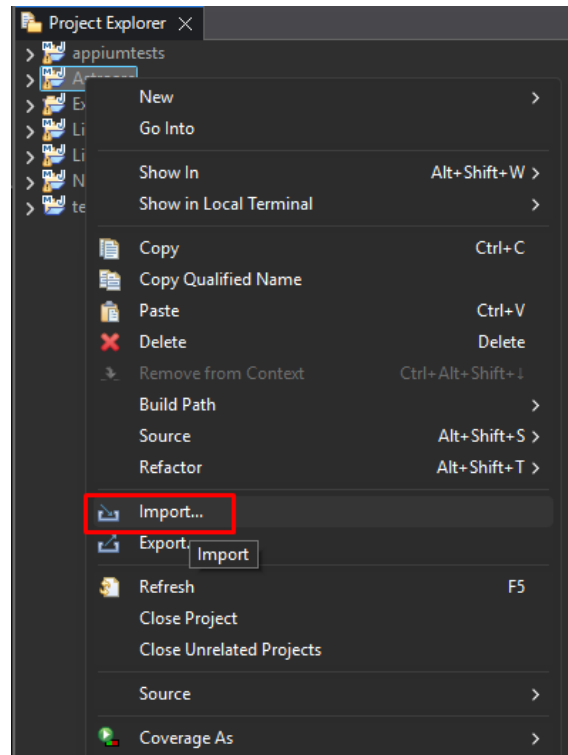 Project Explorer
appiumtests
New
Go Into
Show In Alt+Shift+W
Show in Local Terminal
Copy Ctrl+C
Copy Qualified Name
Paste Ctrl+V
Delete Delete
Remove from Context Ctrl+Alt+Shift+↓
Build Path
Source Alt+Shift+S
Refactor Alt+Shift+T
Import...
Export.
Import
Refresh F5
Close Project
Close Unrelated Projects
Source
Coverage As